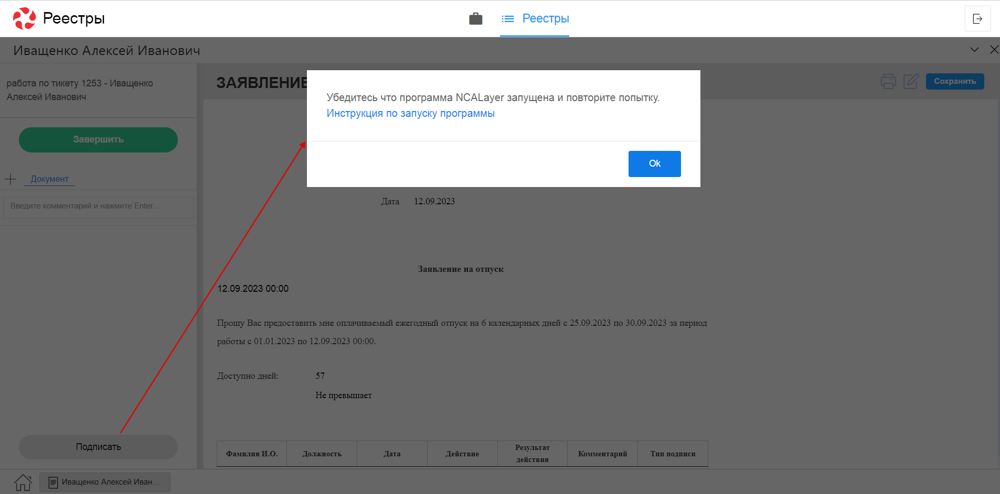 Реестры
Реестры
Иващенко Алексей Иванович
работа по тикету 1253 - Иващенко
Алексей Иванович
Завершить
Документ
Введите комментарий и нажмите Enter...
Подписать
ЗАЯВЛЕНИЕ
Сохранить
Убедитесь что программа NCALayer запущена и повторите попытку.
Инструкция по запуску программы
Ok
Дата 12.09.2023
Заявление на отпуск
12.09.2023 00:00
Прошу Вас предоставить мне оплачиваемый ежегодный отпуск на 6 календарных дней с 25.09.2023 по 30.09.2023 за период
работы с 01.01.2023 по 12.09.2023 00:00.
Доступно дней: 57
Не превышает
Фамилия И.О. Должность Дата Действие Результат действия Комментарий Тип подписи
Иващенко Алексей Иван...